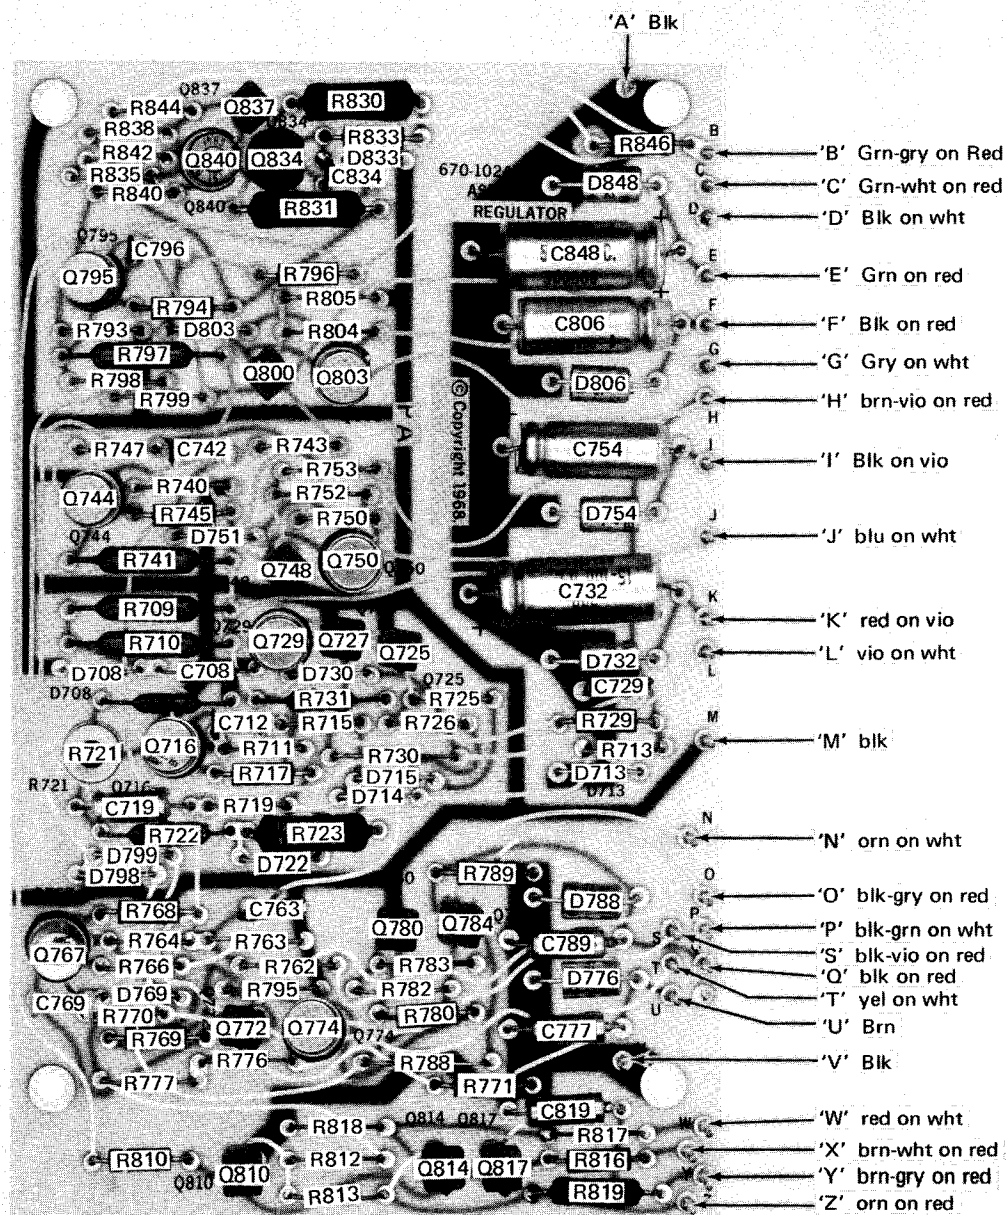 'A' Blk
Q837
R844 Q837 R830
R838 R833
R842 Q840 Q834 D833 R846 B
R835 C834 'B' Grn-gry on Red
R840 670-102 D848 C 'C' Grn-wht on red
Q840 R831 REGULATOR D 'D' Blk on wht
Q795 C796 C848 E
Q795 R796 'E' Grn on red
R794 R805 F
R793 D803 R804 C806 'F' Blk on red
R797 G
R798 Q800 Q803 D806 'G' Gry on wht
R799 'H' brn-vio on red
© Copyright 1968
H
R747 C742 R743 C754 I
R753 'I' Blk on vio
Q744 R740 R752
R745 R750 D754 J
Q744 D751 'J' blu on wht
R741 Q748 Q750
C732 K
R709 'K' red on vio
R710 Q729 Q727 Q725 'L' vio on wht
D708 C708 D730 Q725 D732 L
D708 R731 R725 C729
C712 R715 R726 R729 M
R721 Q716 R711 R730 R713 'M' blk
R717 D715 D713
R721 Q716 D714 D713
C719 R719 N
R722 R723 'N' orn on wht
D799 D722
D798 R789 O
R768 C763 Q780 Q784 D788 'O' blk-gry on red
P
Q767 R764 R763 C789 S 'P' blk-grn on wht
R766 R762 R783 'S' blk-vio on red
C769 D769 R795 R782 D776 T 'Q' blk on red
R770 R780 U 'T' yel on wht
R769 Q772 Q774 C777 'U' Brn
R776 Q774 R788 'V' Blk
R777 R771
C819
R818 Q814 Q817 R817 W 'W' red on wht
R810 Q810 R812 Q814 Q817 R816 'X' brn-wht on red
Q810 Y 'Y' brn-gry on red
R813 R819 Z 'Z' orn on red